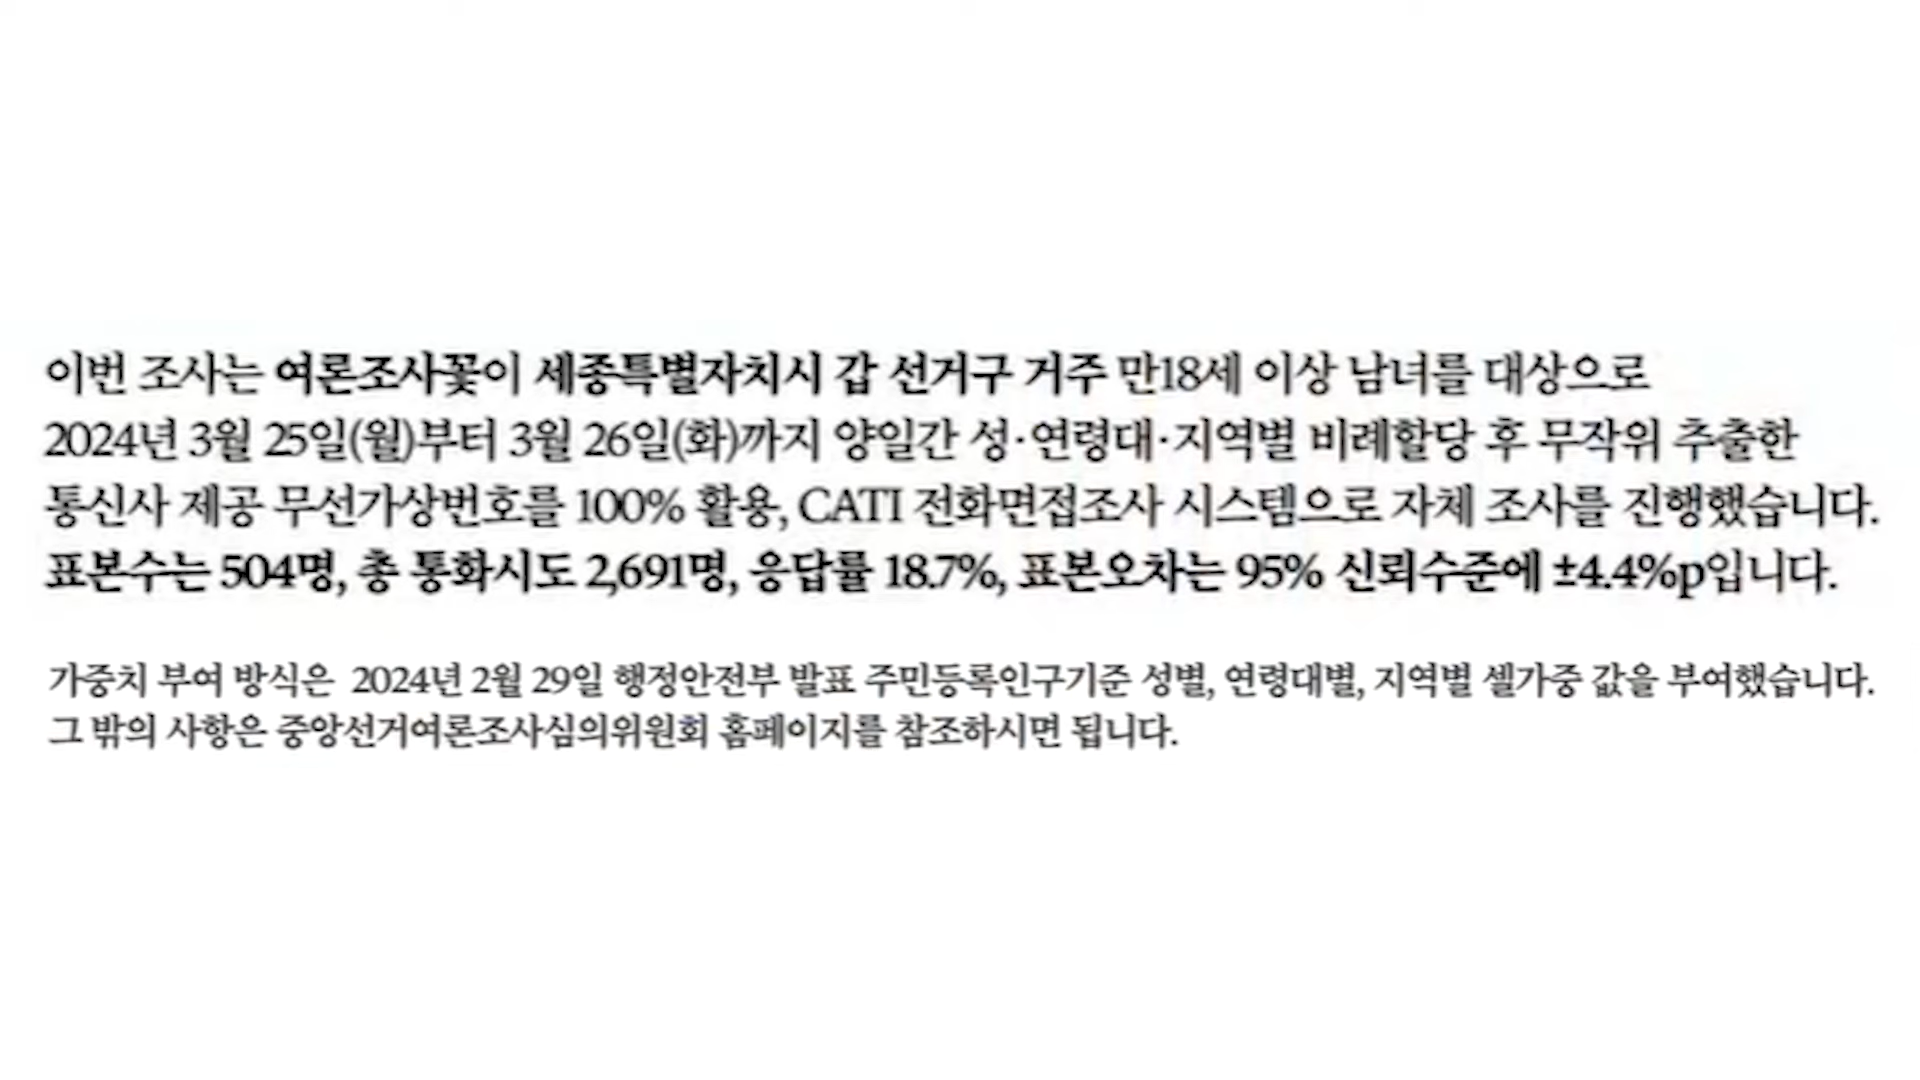 이번 조사는 여론조사꽃이 세종특별자치시 갑 선거구 거주 만18세 이상 남녀를 대상으로
2024년 3월 25일(월)부터 3월 26일(화)까지 양일간 성·연령대·지역별 비례할당 후 무작위 추출한
통신사 제공 무선가상번호를 100% 활용, CATI 전화면접조사 시스템으로 자체 조사를 진행했습니다.
표본수는 504명, 총 통화시도 2,691명, 응답률 18.7%, 표본오차는 95% 신뢰수준에 ±4.4%p입니다.
가중치 부여 방식은 2024년 2월 29일 행정안전부 발표 주민등록인구기준 성별, 연령대별, 지역별 셀가중 값을 부여했습니다.
그 밖의 사항은 중앙선거여론조사심의위원회 홈페이지를 참조하시면 됩니다.